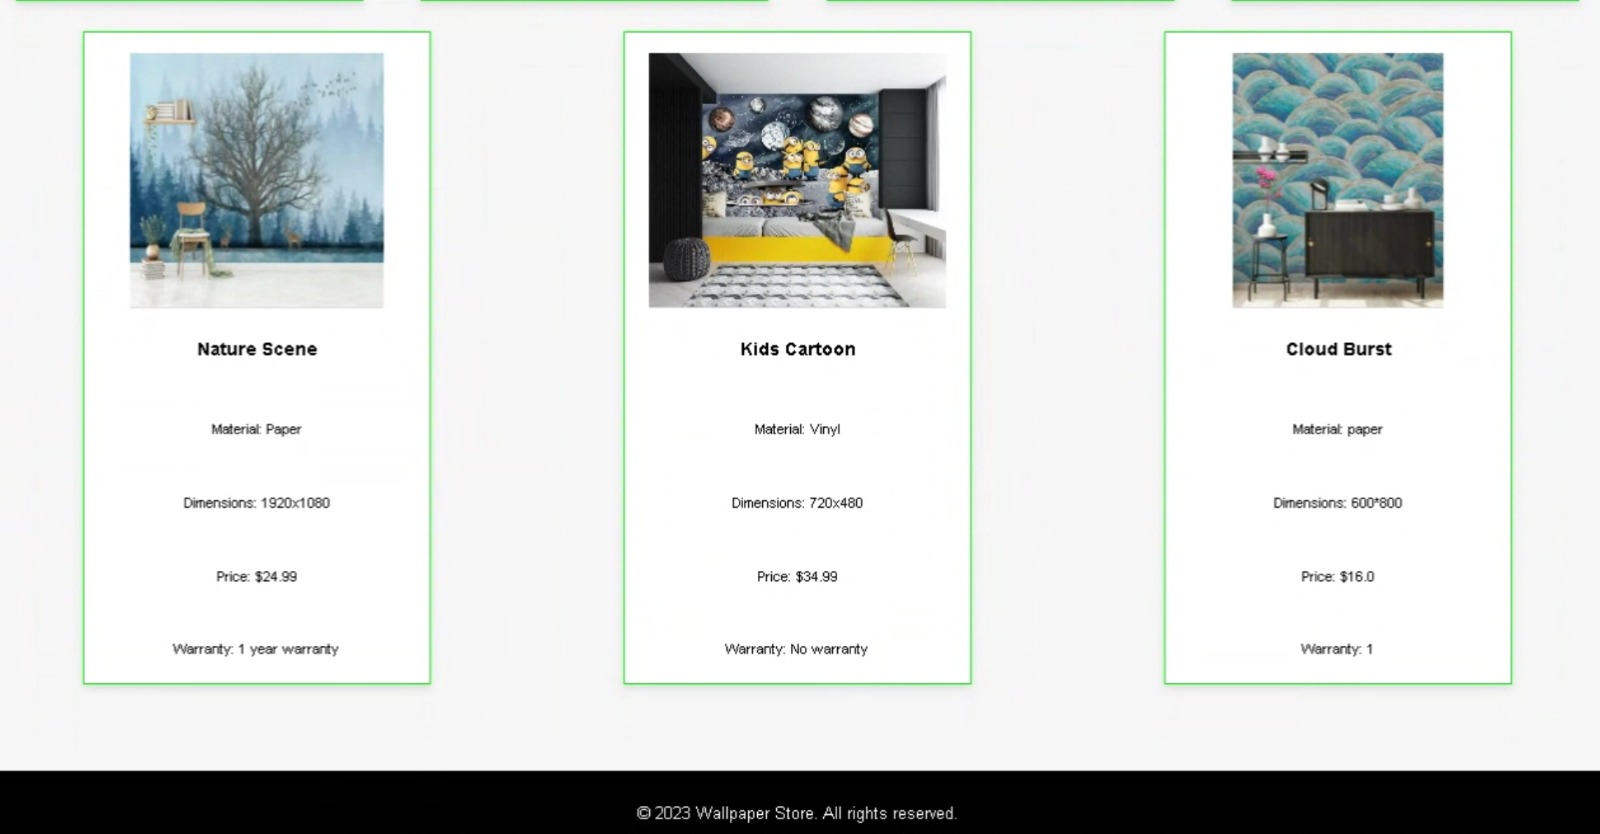 Nature Scene
Material: Paper
Dimensions: 1920x1080
Price: $24.99
Warranty: 1 year warranty
Kids Cartoon
Material: Vinyl
Dimensions: 720x480
Price: $34.99
Warranty: No warranty
Cloud Burst
Material: paper
Dimensions: 600*800
Price: $16.0
Warranty: 1
© 2023 Wallpaper Store. All rights reserved.